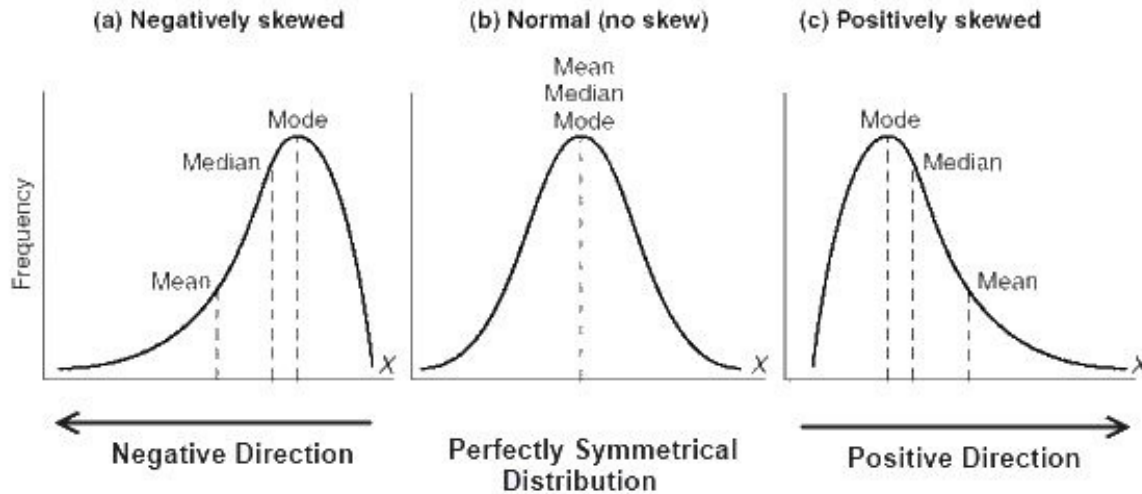 (a) Negatively skewed
(b) Normal (no skew)
(c) Positively skewed
Mean
Median
Mode
Mode
Median
Mean
Frequency
X
Mode
Median
Mean
X
Negative Direction
Perfectly Symmetrical
Distribution
Positive Direction